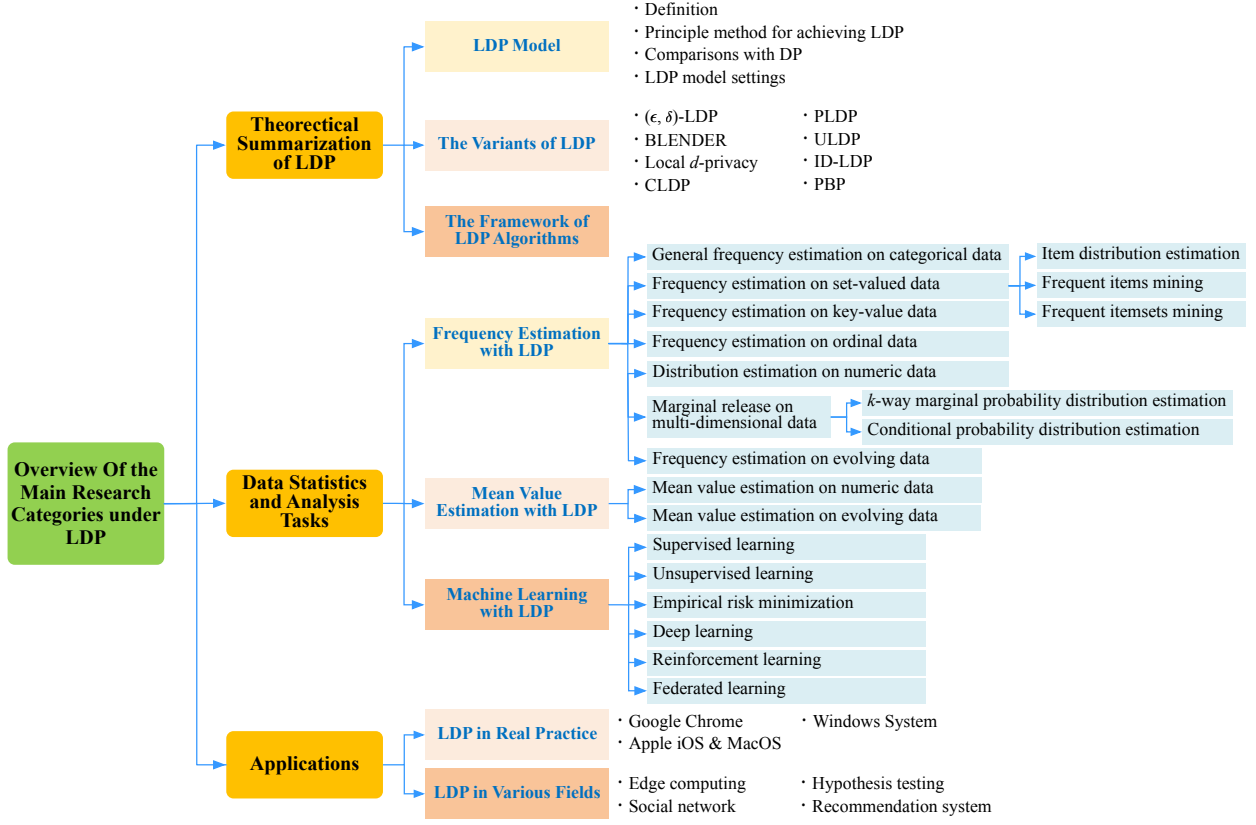 Overview Of the
Main Research
Categories under
LDP
Theorectical
Summarization
of LDP
LDP Model
· Definition
· Principle method for achieving LDP
· Comparisons with DP
· LDP model settings
The Variants of LDP
· (ϵ, δ)-LDP
· BLENDER
· Local d-privacy
· CLDP
· PLDP
· ULDP
· ID-LDP
· PBP
The Framework of
LDP Algorithms
Data Statistics
and Analysis
Tasks
Frequency Estimation
with LDP
General frequency estimation on categorical data
Frequency estimation on set-valued data
Item distribution estimation
Frequent items mining
Frequent itemsets mining
Frequency estimation on key-value data
Frequency estimation on ordinal data
Distribution estimation on numeric data
Marginal release on
multi-dimensional data
k-way marginal probability distribution estimation
Conditional probability distribution estimation
Frequency estimation on evolving data
Mean Value
Estimation with LDP
Mean value estimation on numeric data
Mean value estimation on evolving data
Machine Learning
with LDP
Supervised learning
Unsupervised learning
Empirical risk minimization
Deep learning
Reinforcement learning
Federated learning
Applications
LDP in Real Practice
· Google Chrome
· Apple iOS & MacOS
· Windows System
LDP in Various Fields
· Edge computing
· Social network
· Hypothesis testing
· Recommendation system